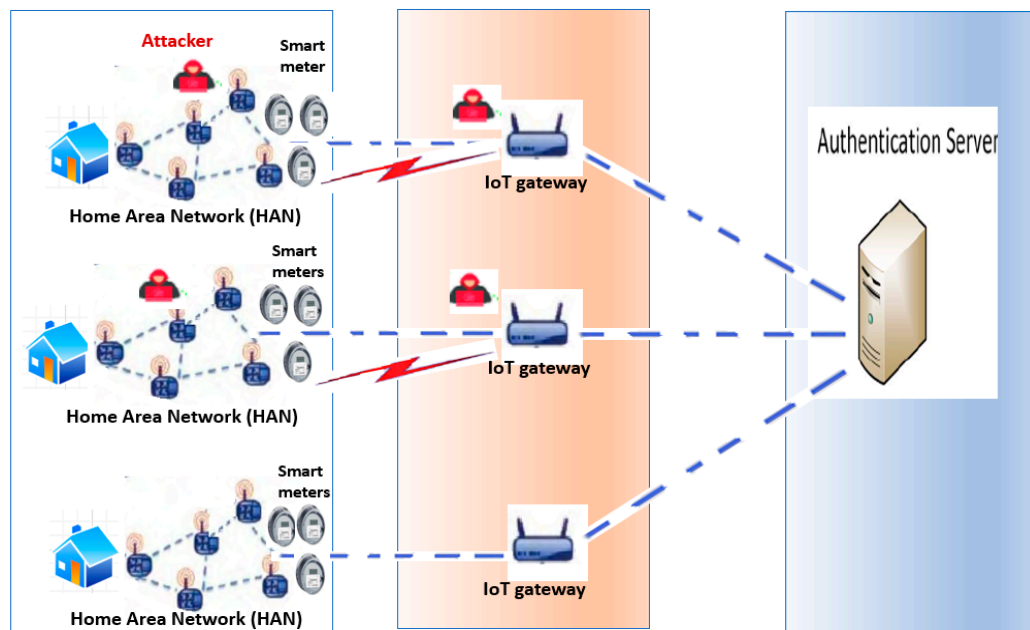 Attacker
Smart
meter
IoT gateway
Home Area Network (HAN)
Authentication Server
Smart
meters
IoT gateway
Home Area Network (HAN)
Smart
meters
IoT gateway
Home Area Network (HAN)